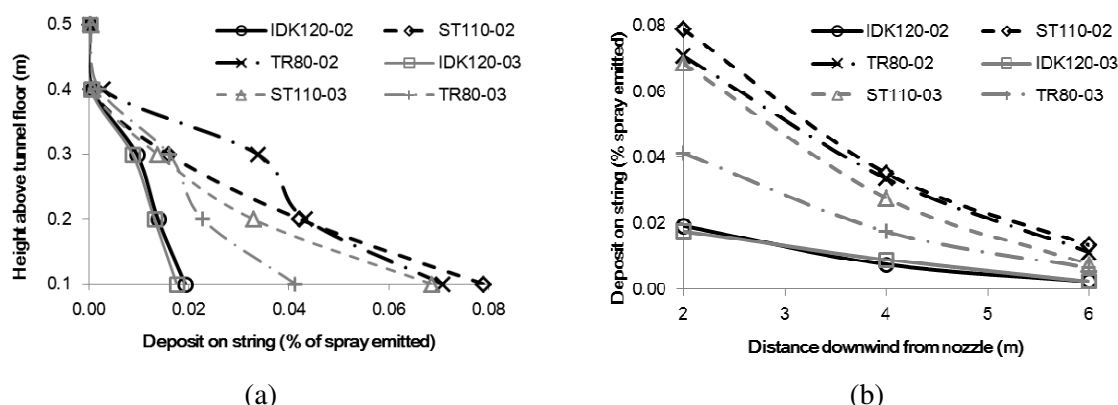 (a)
Height above tunnel floor (m)
0.5
0.4
0.3
0.2
0.1
IDK120-02
ST110-02
TR80-02
IDK120-03
ST110-03
TR80-03
0.00
0.02
0.04
0.06
0.08
Deposit on string (% of spray emitted)
(a)
(b)
Deposit on string (% spray emitted)
0.08
0.06
0.04
0.02
0.00
IDK120-02
ST110-02
TR80-02
IDK120-03
ST110-03
TR80-03
2
3
4
5
6
Distance downwind from nozzle (m)
(b)